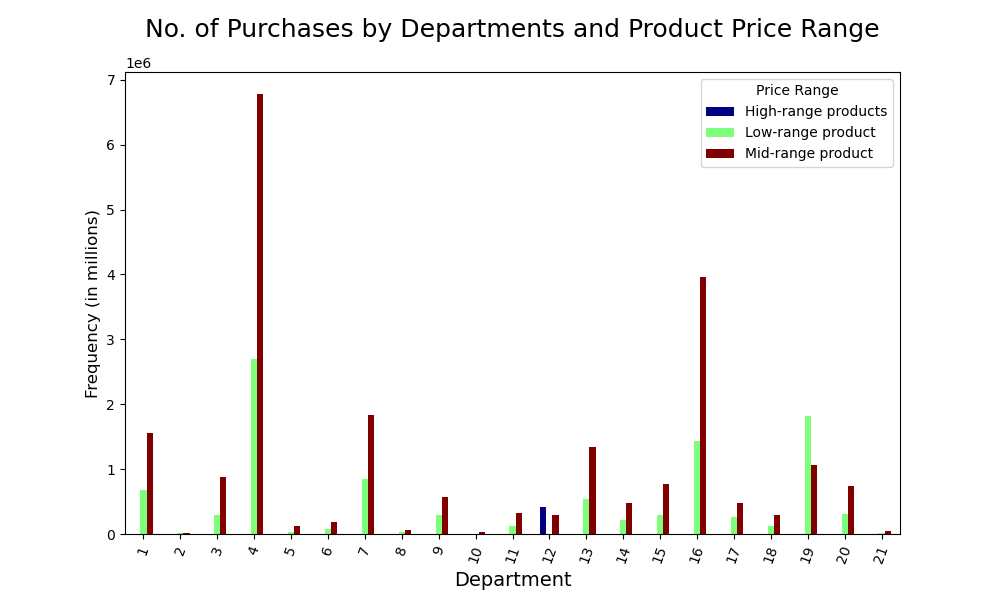 No. of Purchases by Departments and Product Price Range
1e6
Price Range
High-range products
Low-range product
Mid-range product
Frequency (in millions)
7
6
5
4
3
2
1
0
1 2 3 4 5 6 7 8 9 10 11 12 13 14 15 16 17 18 19 20 21
Department